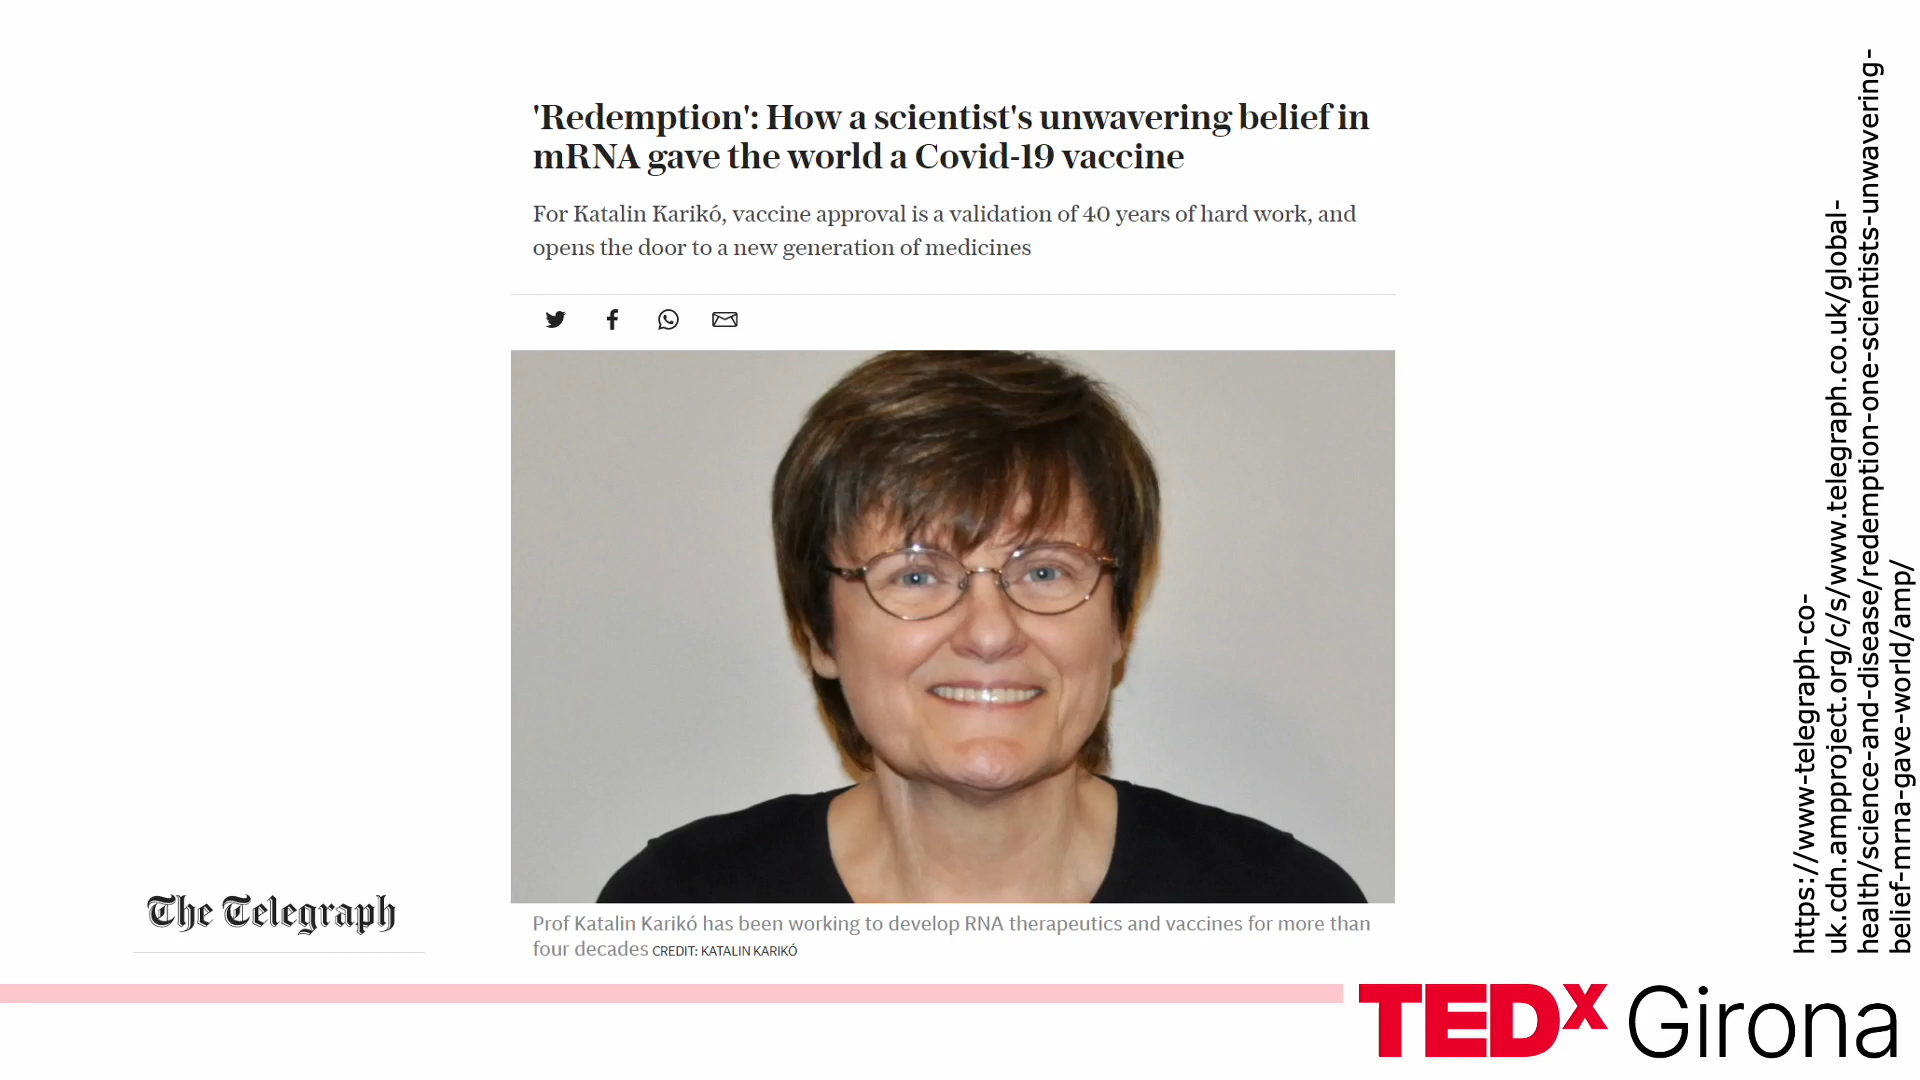 'Redemption': How a scientist's unwavering belief in
mRNA gave the world a Covid-19 vaccine
For Katalin Karikó, vaccine approval is a validation of 40 years of hard work, and
opens the door to a new generation of medicines
Prof Katalin Karikó has been working to develop RNA therapeutics and vaccines for more than
four decades CREDIT: KATALIN KARIKÓ
The Telegraph
https://www-telegraph-co-
uk.cdn.ampproject.org/c/s/www.telegraph.co.uk/global-
health/science-and-disease/redemption-one-scientists-unwavering-
belief-mrna-gave-world/amp/
TEDx Girona